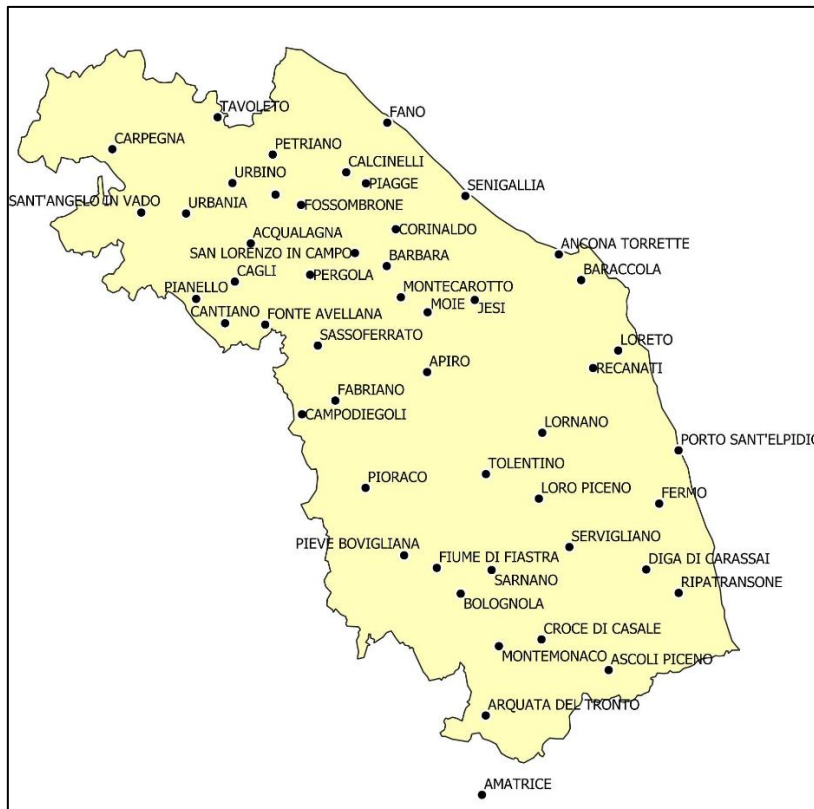 TAVOLETO
FANO
CARPEGNA
PETRIANO
CALCINELLI
URBINO
PIAGGE
SENIGALLIA
SANT'ANGELO IN VADO
URBANIA
FOSSOMBRONE
CORINALDO
ACQUALAGNA
SAN LORENZO IN CAMPO
ANCONA TORRETTE
BARBARA
PERGOLA
CAGLI
BARACCOLA
PIANELLO
MONTECAROTTO
JESI
MOIE
CANTIANO
FONTE AVELLANA
SASSOFERRATO
LORETO
APIRO
RECANATI
FABRIANO
CAMPODIEGOLI
LORNANO
PORTO SANT'ELPIDIO
TOLENTINO
PIORACO
LORO PICENO
FERMO
SERVIGLIANO
PIEVE BOVIGLIANA
FIUME DI FIASTRA
DIGA DI CARASSAI
SARNANO
RIPATRANSONE
BOLOGNOLA
CROCE DI CASALE
MONTEMONACO
ASCOLI PICENO
ARQUATA DEL TRONTO
AMATRICE